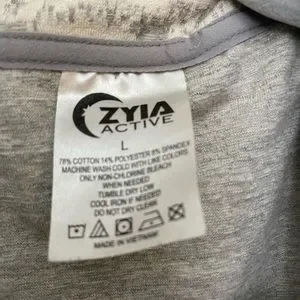 ZYIA
ACTIVE
L
78% COTTON 14% POLYESTER 8% SPANDEX
MACHINE WASH COLD WITH LIKE COLORS
ONLY NON-CHLORINE BLEACH
WHEN NEEDED
TUMBLE DRY LOW
COOL IRON IF NEEDED
DO NOT DRY CLEAN
MADE IN VIETNAM